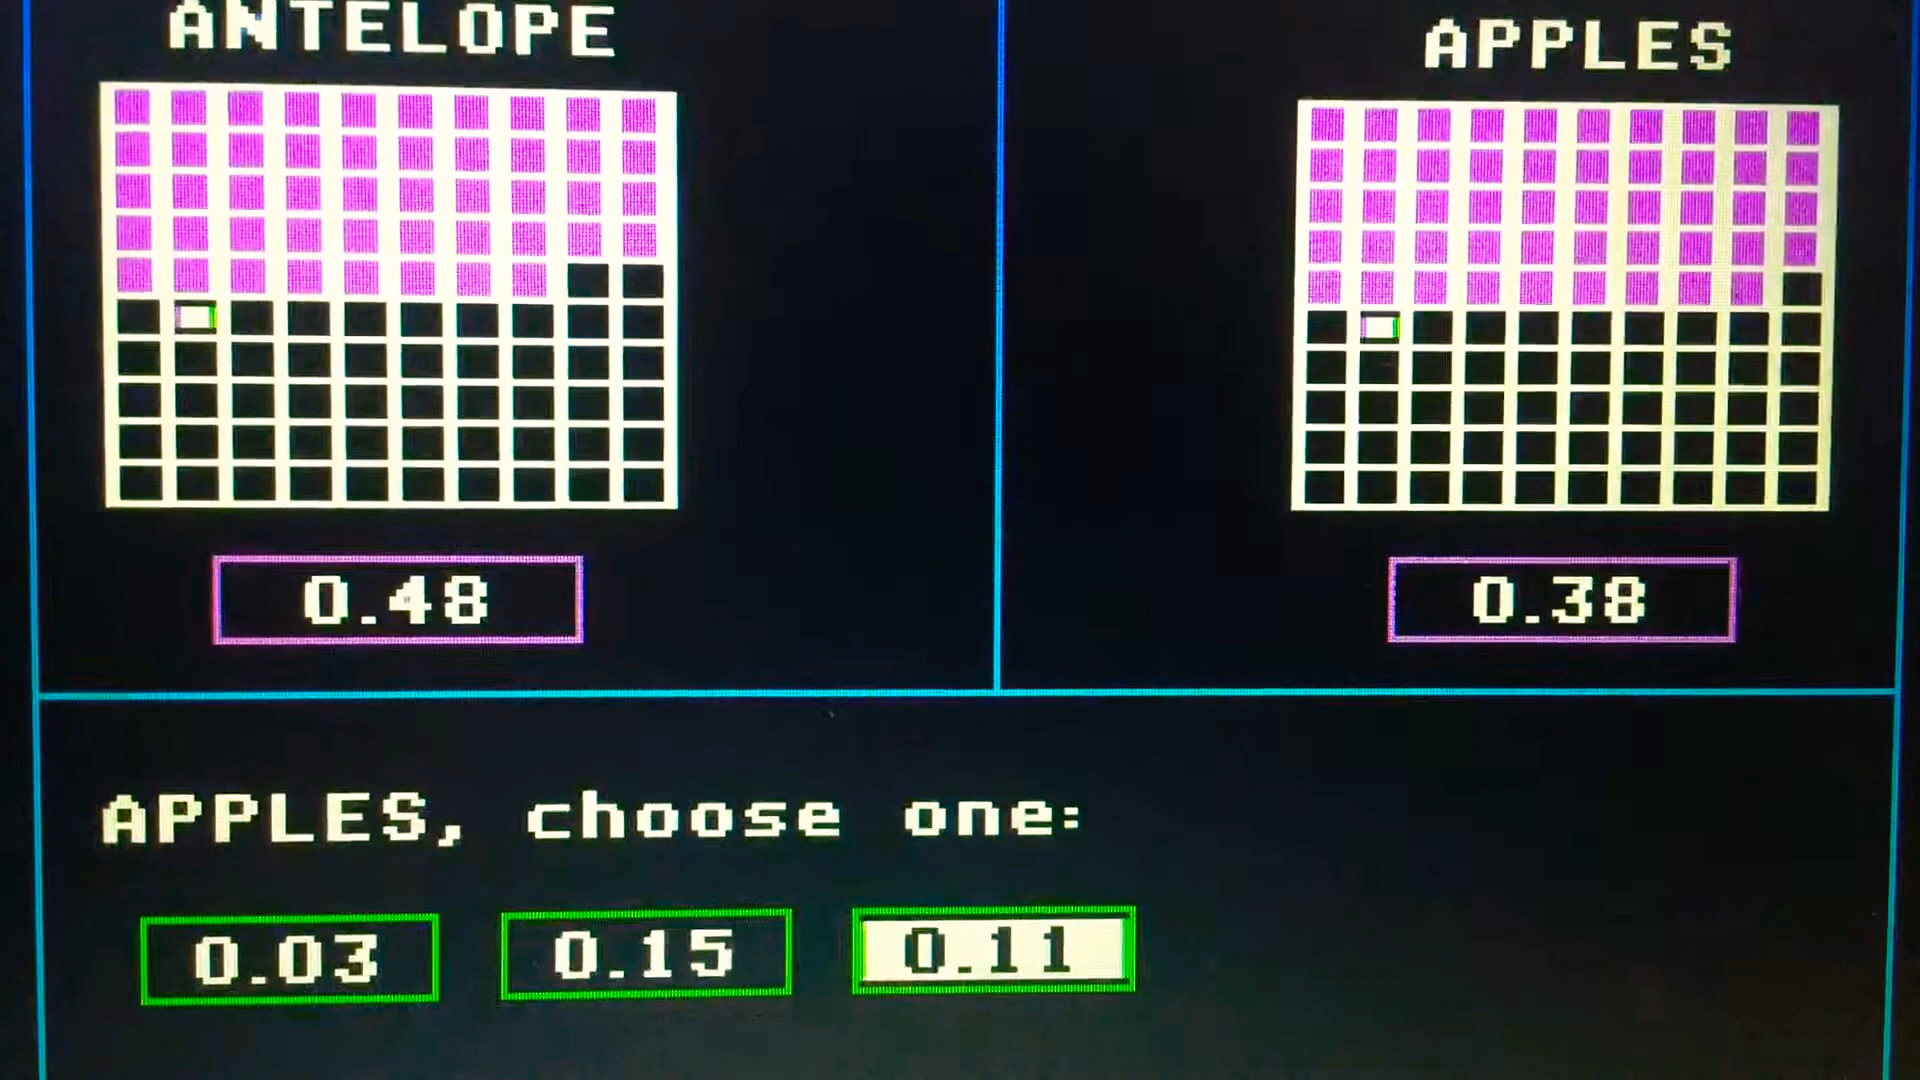 ANTELOPE
APPLES
0.48
0.38
APPLES, choose one:
0.03 0.15 0.11